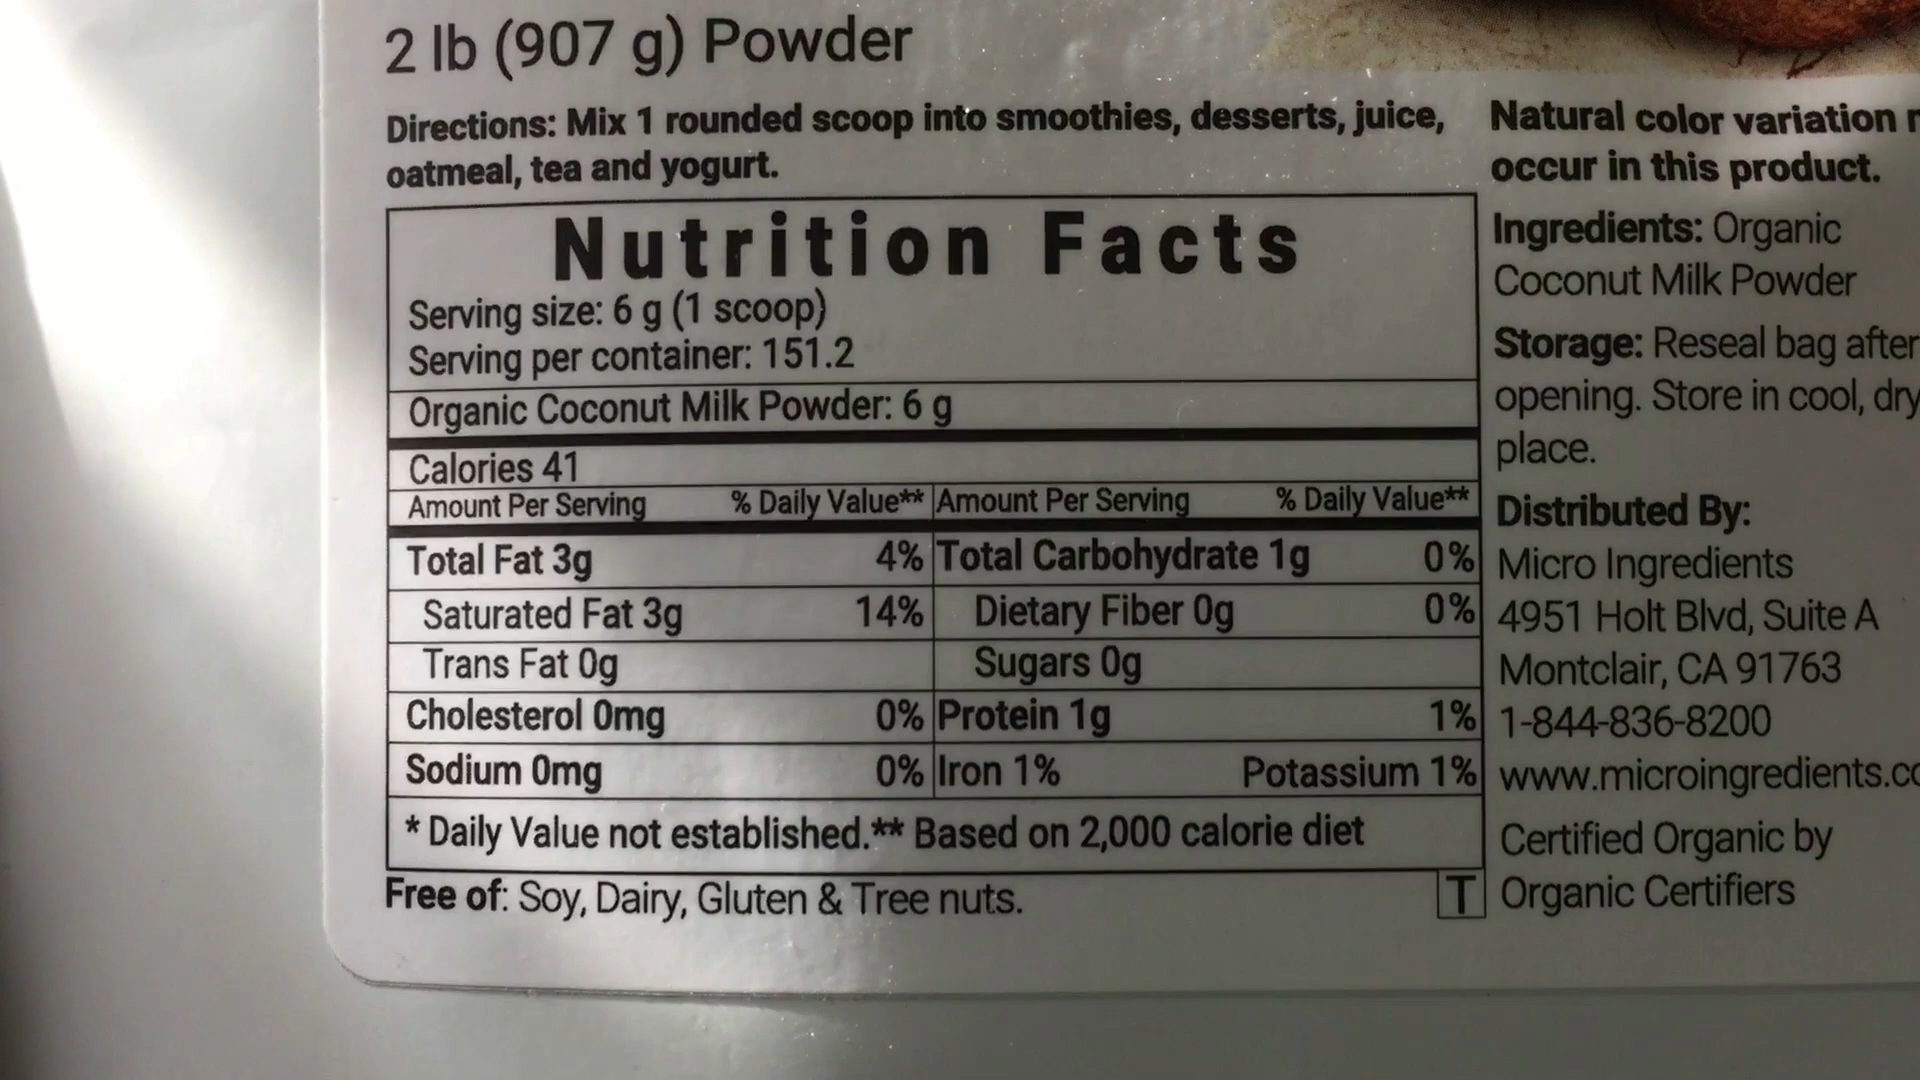 2 lb (907 g) Powder
Directions: Mix 1 rounded scoop into smoothies, desserts, juice,
oatmeal, tea and yogurt.
Nutrition Facts
Serving size: 6 g (1 scoop)
Serving per container: 151.2
Organic Coconut Milk Powder: 6 g
Calories 41
Amount Per Serving % Daily Value** Amount Per Serving % Daily Value**
Total Fat 3g 4% Total Carbohydrate 1g 0%
Saturated Fat 3g 14% Dietary Fiber 0g 0%
Trans Fat 0g Sugars 0g
Cholesterol 0mg 0% Protein 1g 1%
Sodium 0mg 0% Iron 1% Potassium 1%
* Daily Value not established.** Based on 2,000 calorie diet
Free of: Soy, Dairy, Gluten & Tree nuts.
T
Natural color variation
occur in this product.
Ingredients: Organic
Coconut Milk Powder
Storage: Reseal bag after
opening. Store in cool, dry
place.
Distributed By:
Micro Ingredients
4951 Holt Blvd, Suite A
Montclair, CA 91763
1-844-836-8200
www.microingredients.co
Certified Organic by
Organic Certifiers